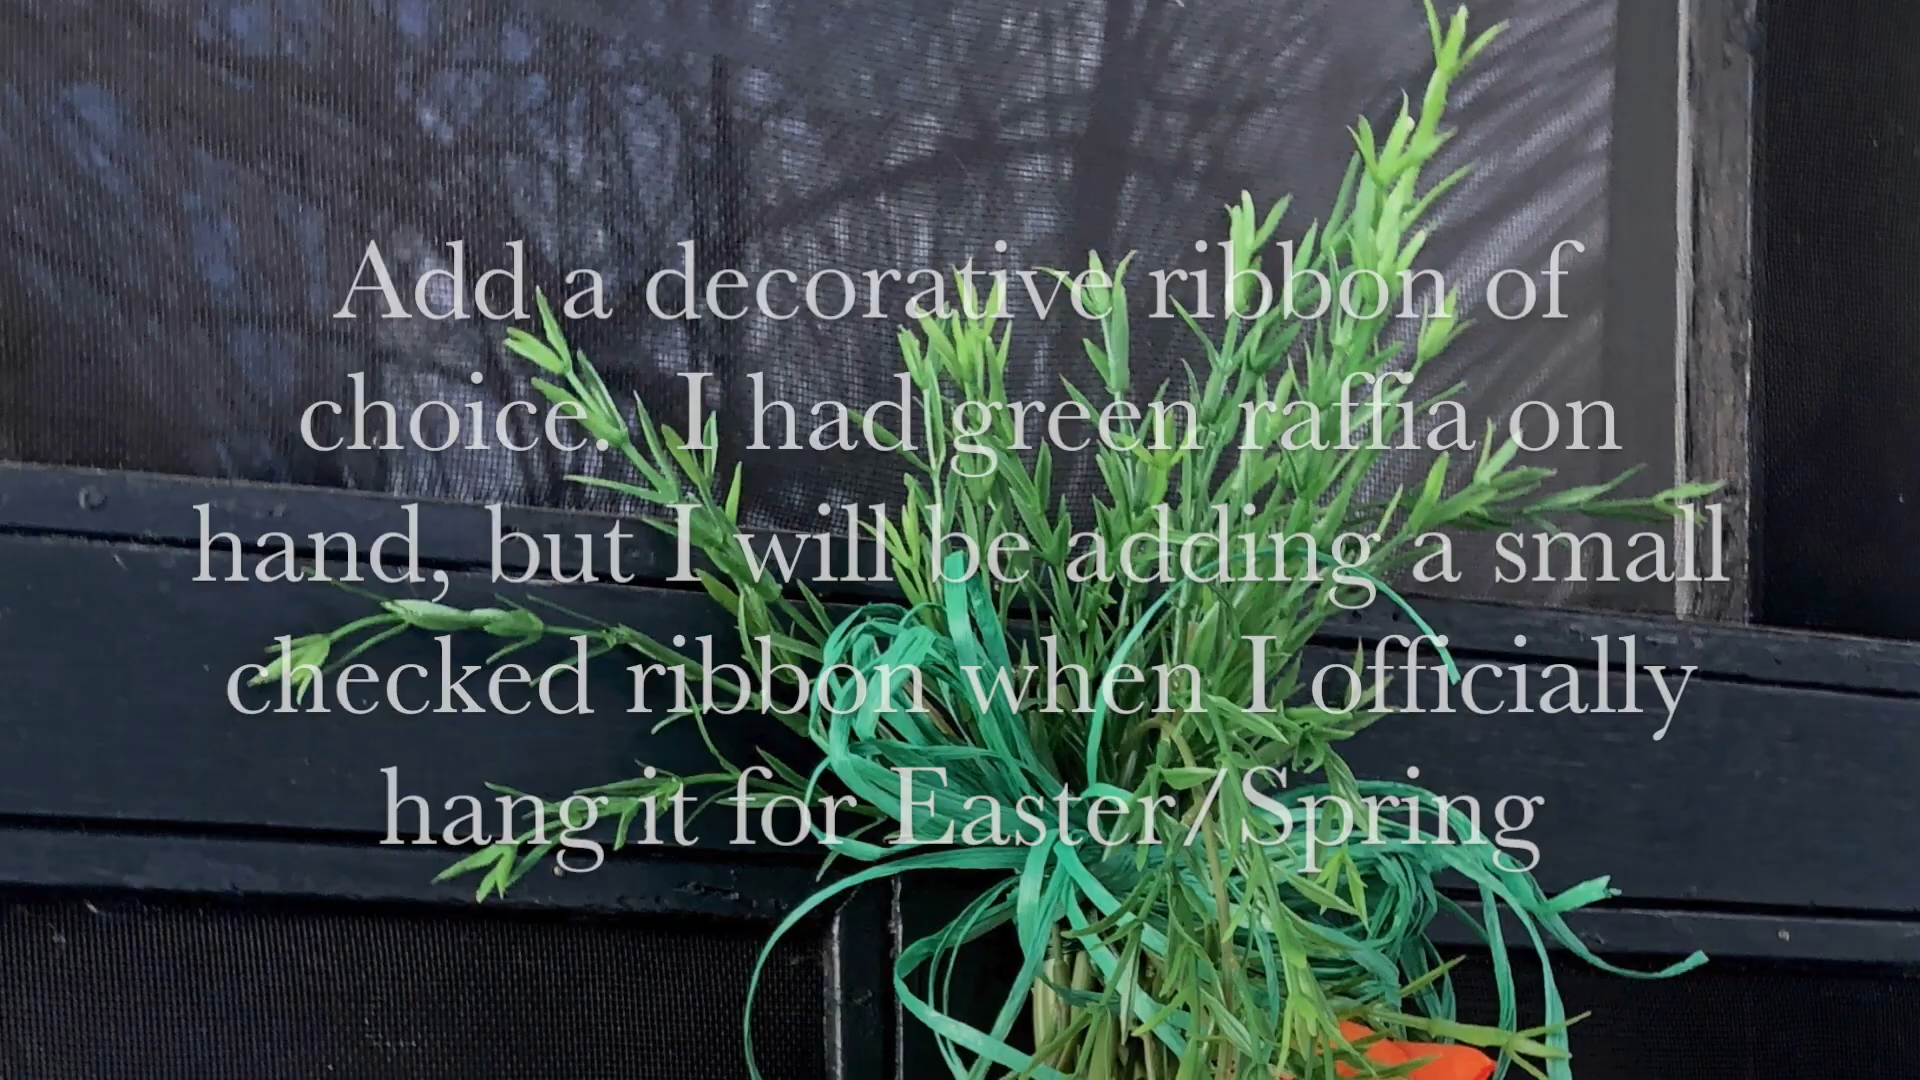 Add a decorative ribbon of
choice.  I had green raffia on
hand, but I will be adding a small
checked ribbon when I officially
hang it for Easter/Spring